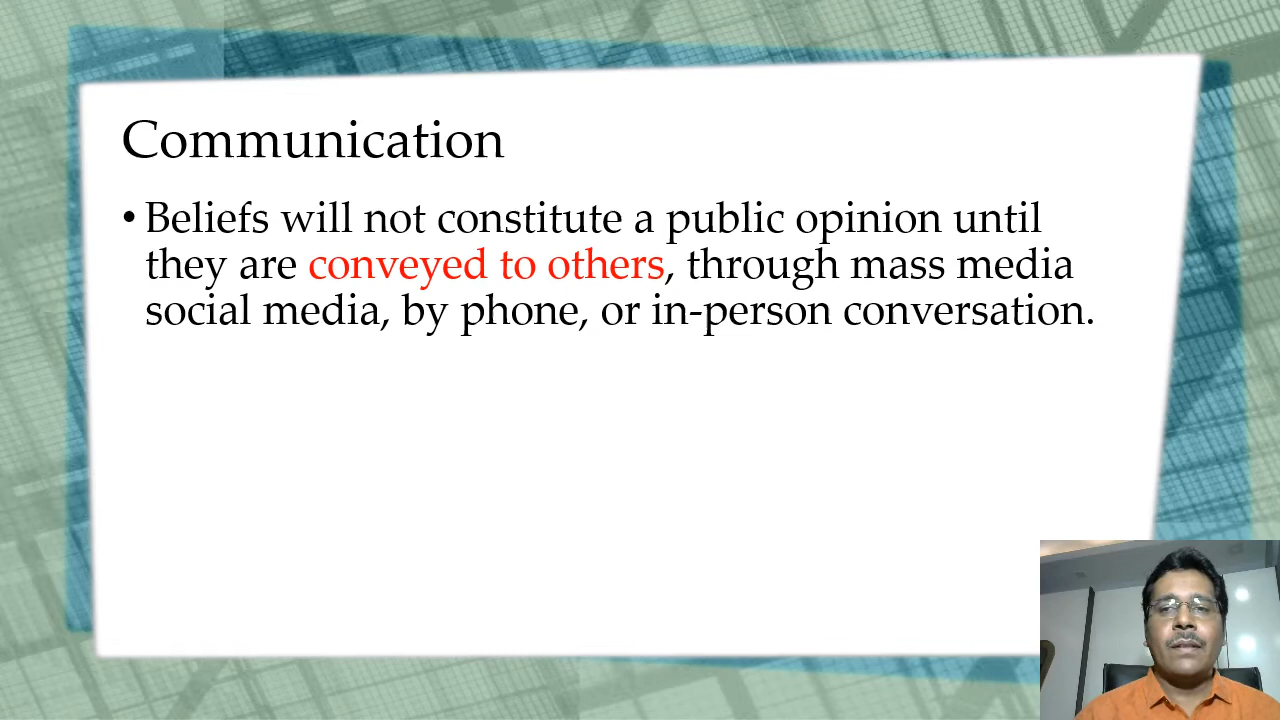 Communication
• Beliefs will not constitute a public opinion until
they are conveyed to others, through mass media
social media, by phone, or in-person conversation.